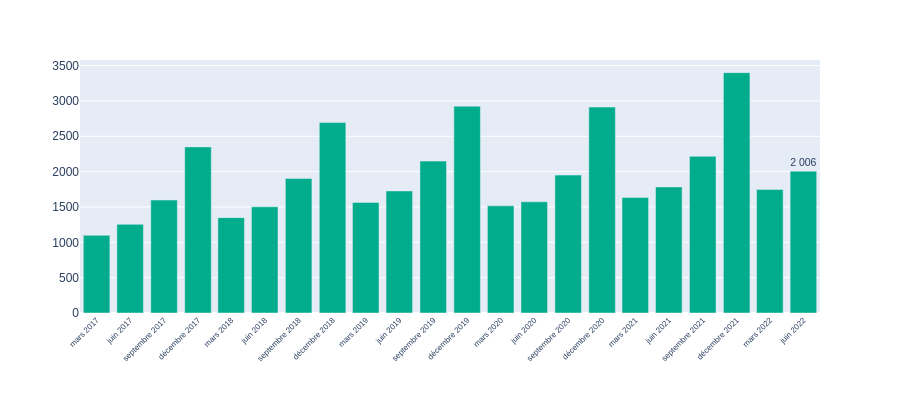 3500
3000
2500
2000
1500
1000
500
0
2 006
mars 2017
juin 2017
septembre 2017
décembre 2017
mars 2018
juin 2018
septembre 2018
décembre 2018
mars 2019
juin 2019
septembre 2019
décembre 2019
mars 2020
juin 2020
septembre 2020
décembre 2020
mars 2021
juin 2021
septembre 2021
décembre 2021
mars 2022
juin 2022